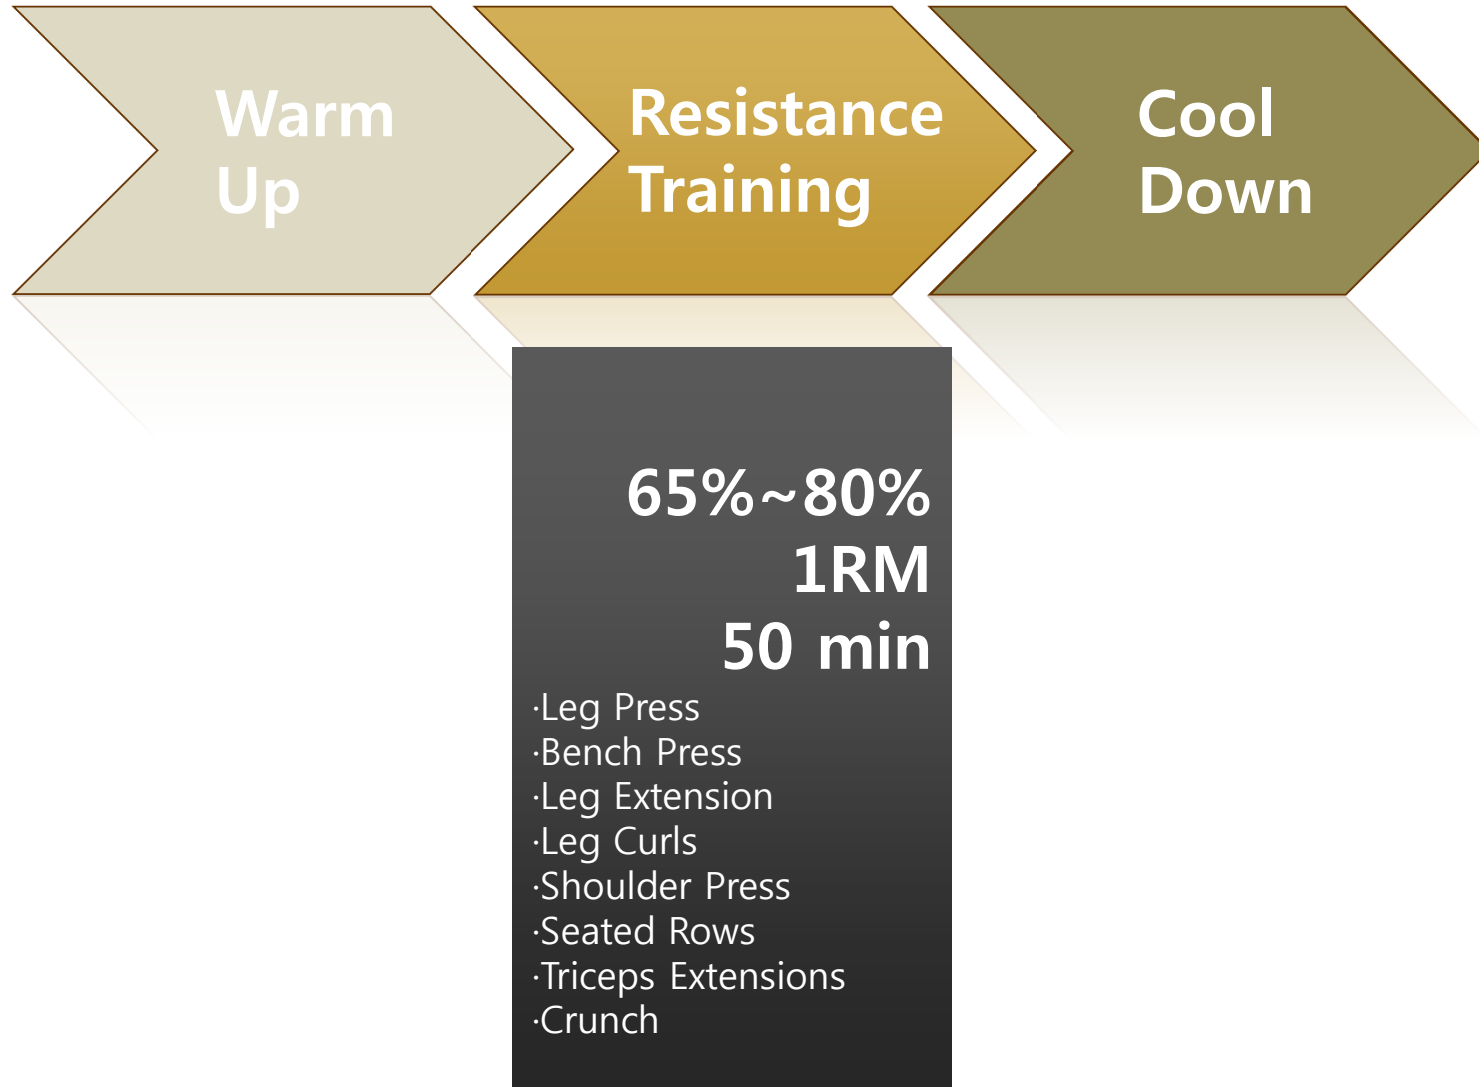 Warm
Up
Resistance
Training
Cool
Down
65%~80%
1RM
50 min
·Leg Press
·Bench Press
·Leg Extension
·Leg Curls
·Shoulder Press
·Seated Rows
·Triceps Extensions
·Crunch